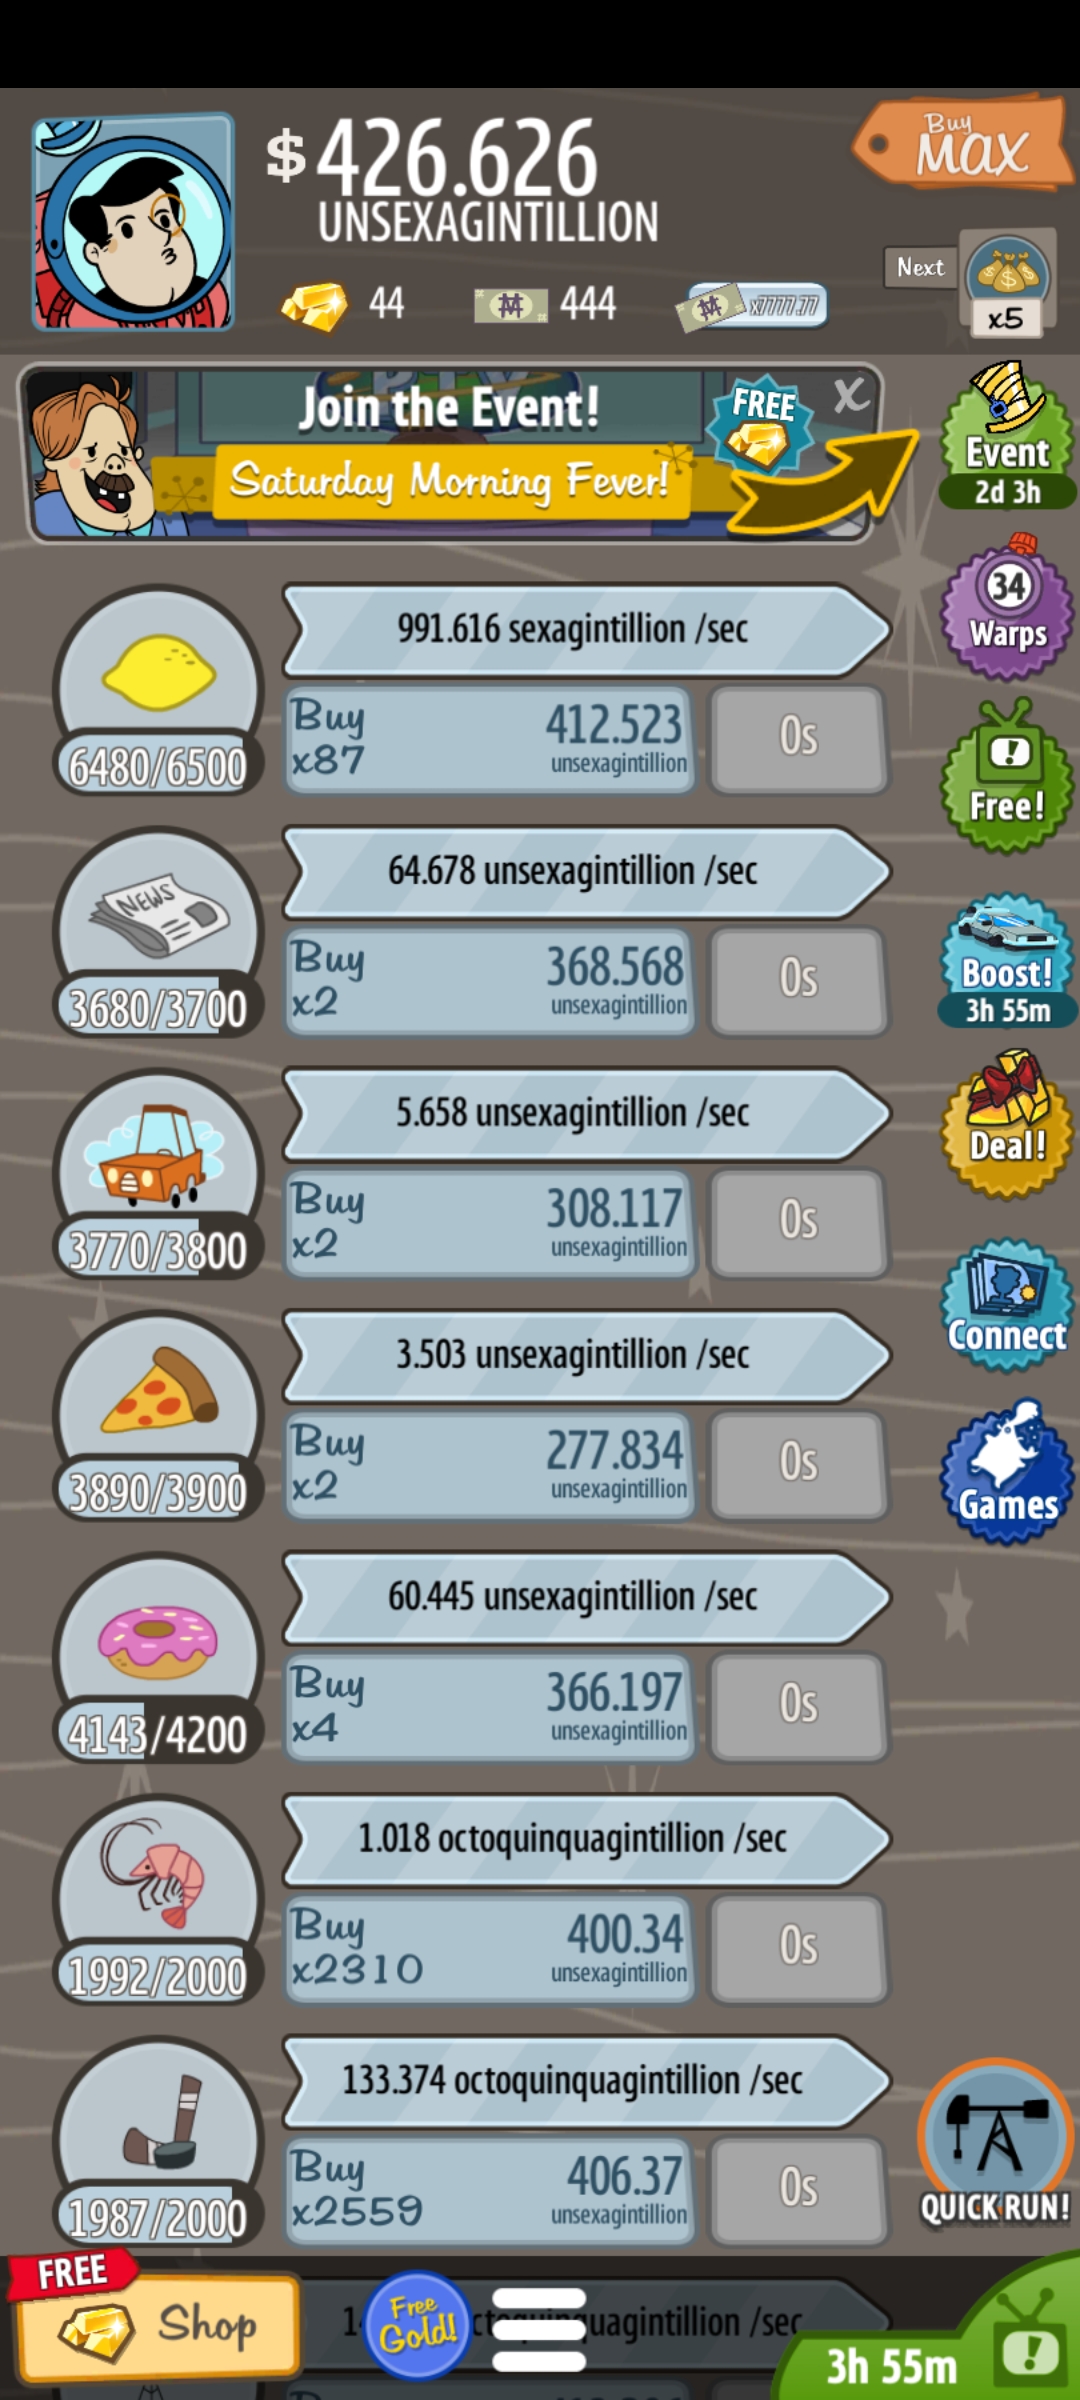 $ 426.626
UNSEXAGINTILLION
Buy
MAX
44
444
x7777.77
Next
x5
Join the Event!
Saturday Morning Fever!
FREE
X
Event
2d 3h
34
Warps
Free!
Boost!
3h 55m
Deal!
Connect
Games
991.616 sexagintillion /sec
6480/6500
Buy
x87
412.523
unsexagintillion
0s
NEWS
64.678 unsexagintillion /sec
3680/3700
Buy
x2
368.568
unsexagintillion
0s
5.658 unsexagintillion /sec
3770/3800
Buy
x2
308.117
unsexagintillion
0s
3.503 unsexagintillion /sec
3890/3900
Buy
x2
277.834
unsexagintillion
0s
60.445 unsexagintillion /sec
4143/4200
Buy
x4
366.197
unsexagintillion
0s
1.018 octoquinquagintillion /sec
1992/2000
Buy
x2310
400.34
unsexagintillion
0s
133.374 octoquinquagintillion /sec
1987/2000
Buy
x2559
406.37
unsexagintillion
0s
QUICK RUN!
FREE
Shop
Free
Gold!
/sec
3h 55m